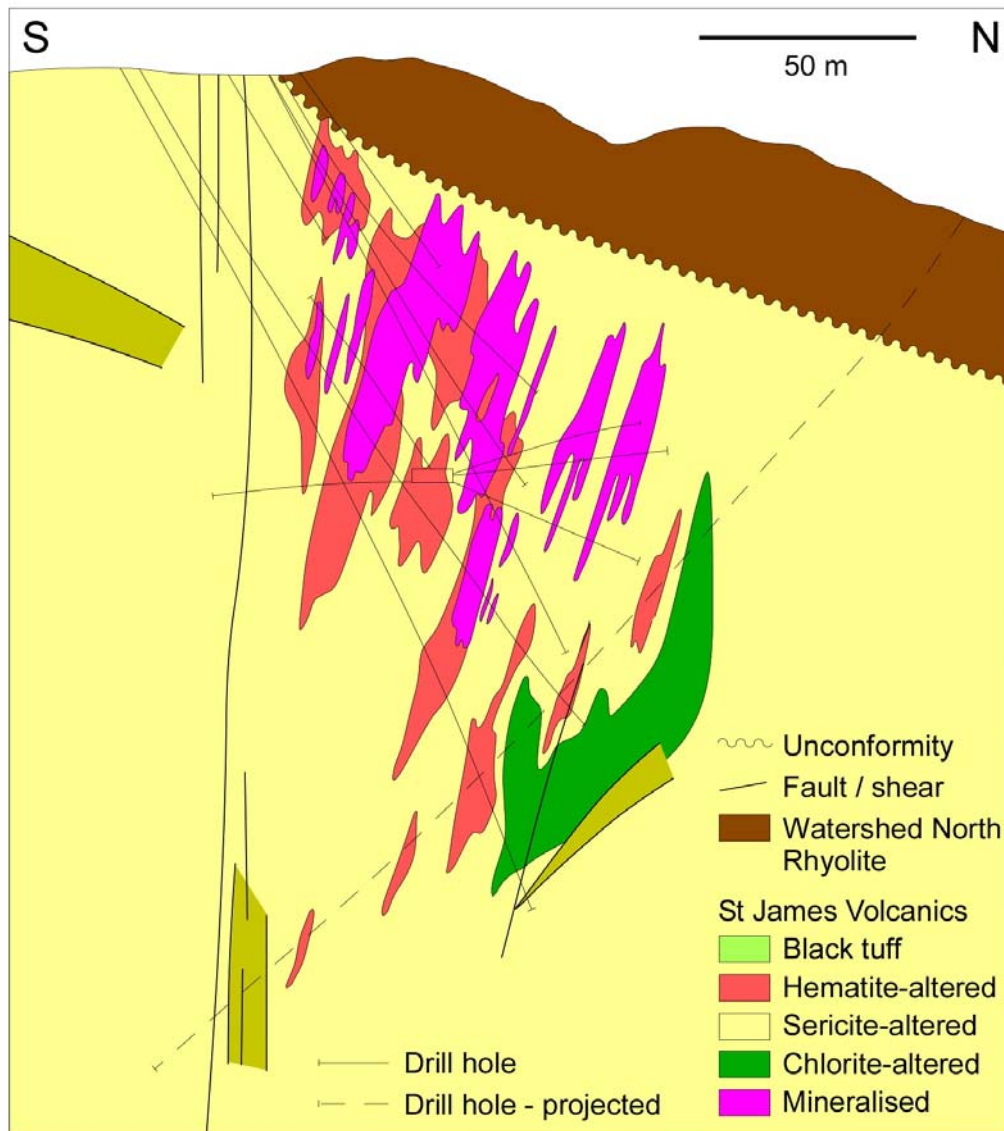 S
N
50 m
Unconformity
Fault / shear
Watershed North
Rhyolite
St James Volcanics
Black tuff
Hematite-altered
Sericite-altered
Chlorite-altered
Mineralised
Drill hole
Drill hole - projected